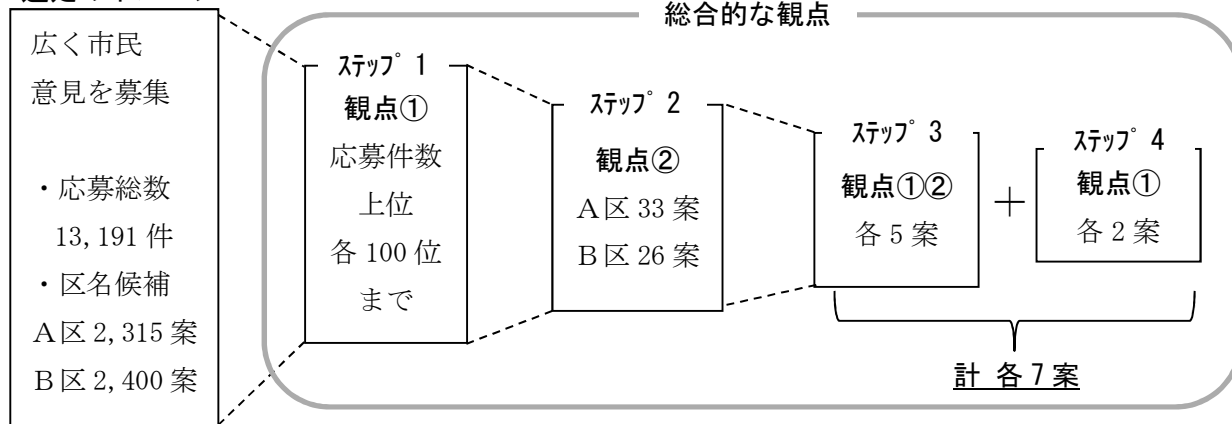 総合的な観点
広く市民
意見を募集
・応募総数
13,191 件
・区名候補
A区 2,315 案
B区 2,400 案
ステップ 1
観点①
応募件数
上位
各 100 位
まで
ステップ 2
観点②
A区 33 案
B区 26 案
ステップ 3
観点①②
各 5 案
+
ステップ 4
観点①
各 2 案
計 各 7 案